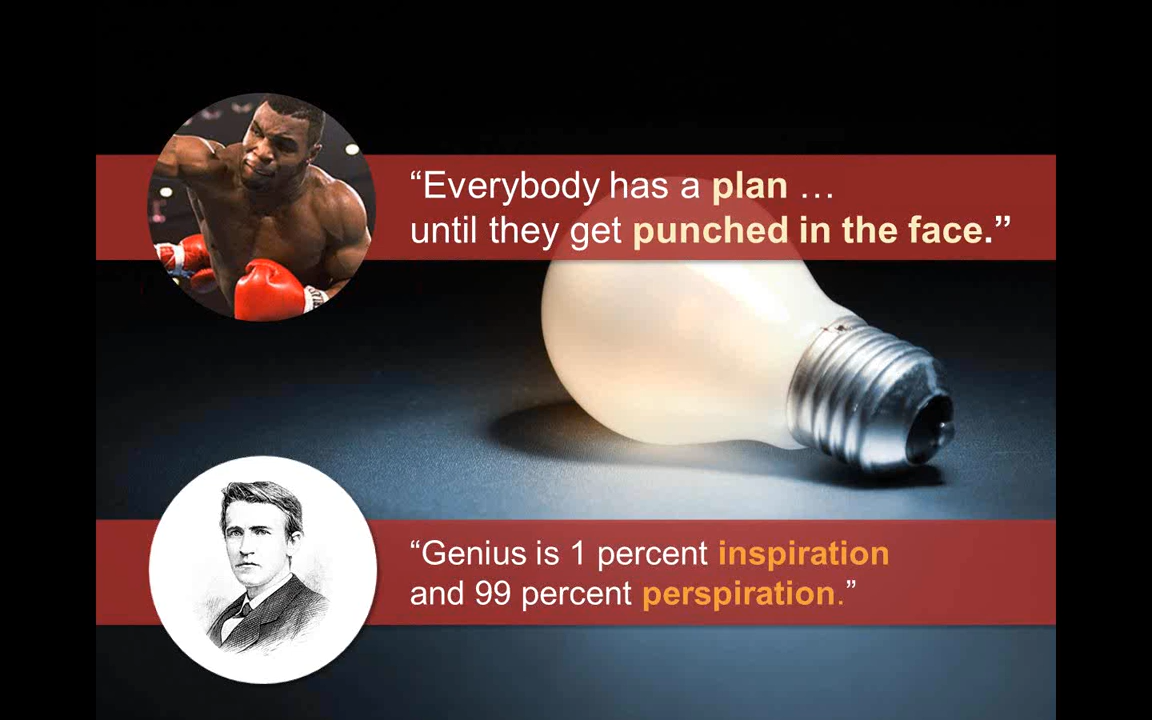 “Everybody has a plan …
until they get punched in the face.”
“Genius is 1 percent inspiration
and 99 percent perspiration.”